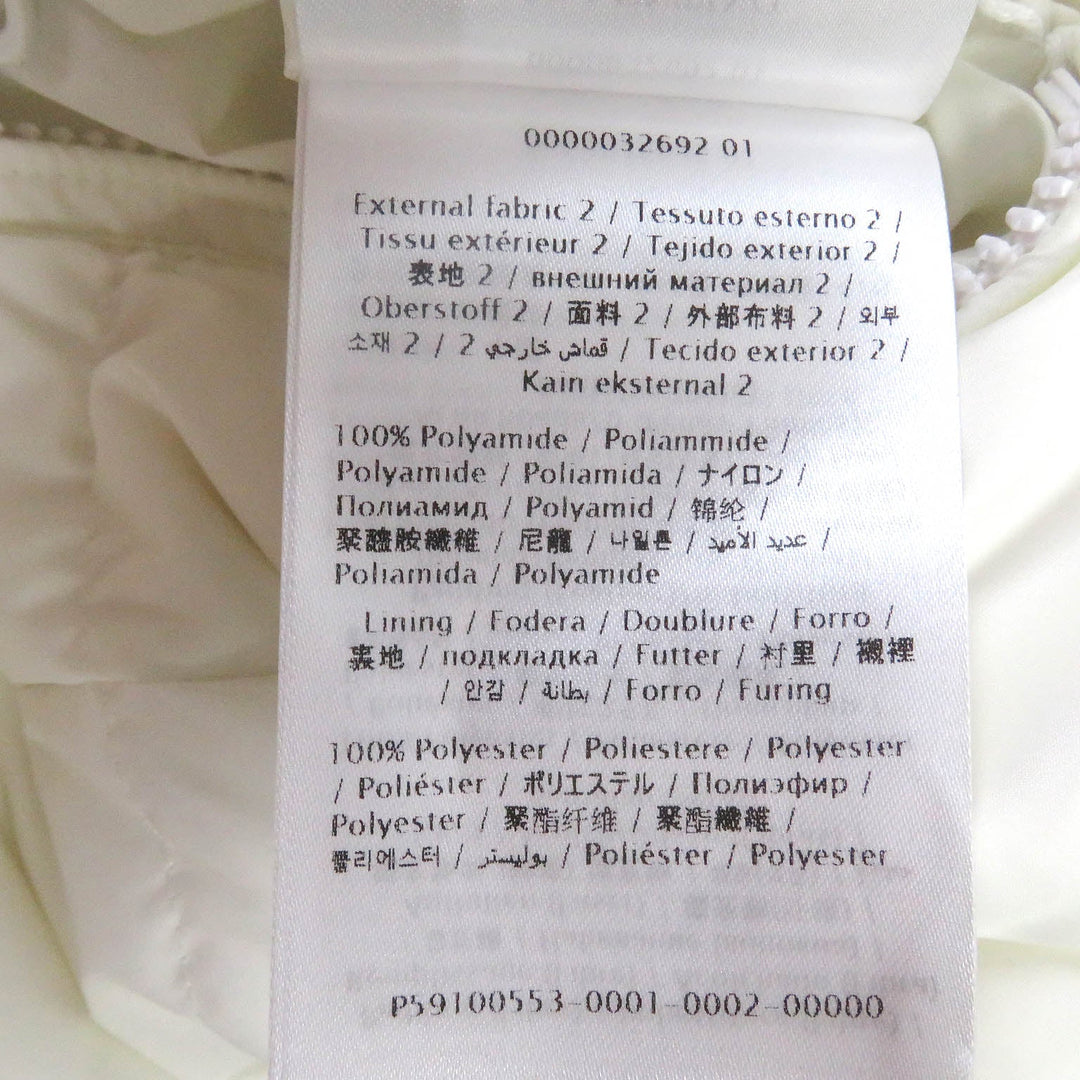 0000032692 01
External fabric 2 / Tessuto esterno 2 /
Tissu extérieur 2 / Tejido exterior 2 /
表地 2 / внешний материал 2 /
Oberstoff 2 / 面料 2 / 外部布料 2 / 외부
소재 2 / قماش خارجي 2 / Tecido exterior 2 /
Kain eksternal 2
100% Polyamide / Poliammide /
Polyamide / Poliamida / ナイロン /
Полиамид / Polyamid / 锦纶 /
聚醯胺纖維 / 尼龍 / 나일론 / عديد الأميد /
Poliamida / Polyamide
Lining / Fodera / Doublure / Forro /
裏地 / подкладка / Futter / 衬里 / 襯裡
/ 안감 / بطانة / Forro / Furing
100% Polyester / Poliestere / Polyester
/ Poliéster / ポリエステル / Полиэфир /
Polyester / 聚酯纤维 / 聚酯纖維 /
폴리에스터 / بوليستر / Poliéster / Polyester
P59100553-0001-0002-00000